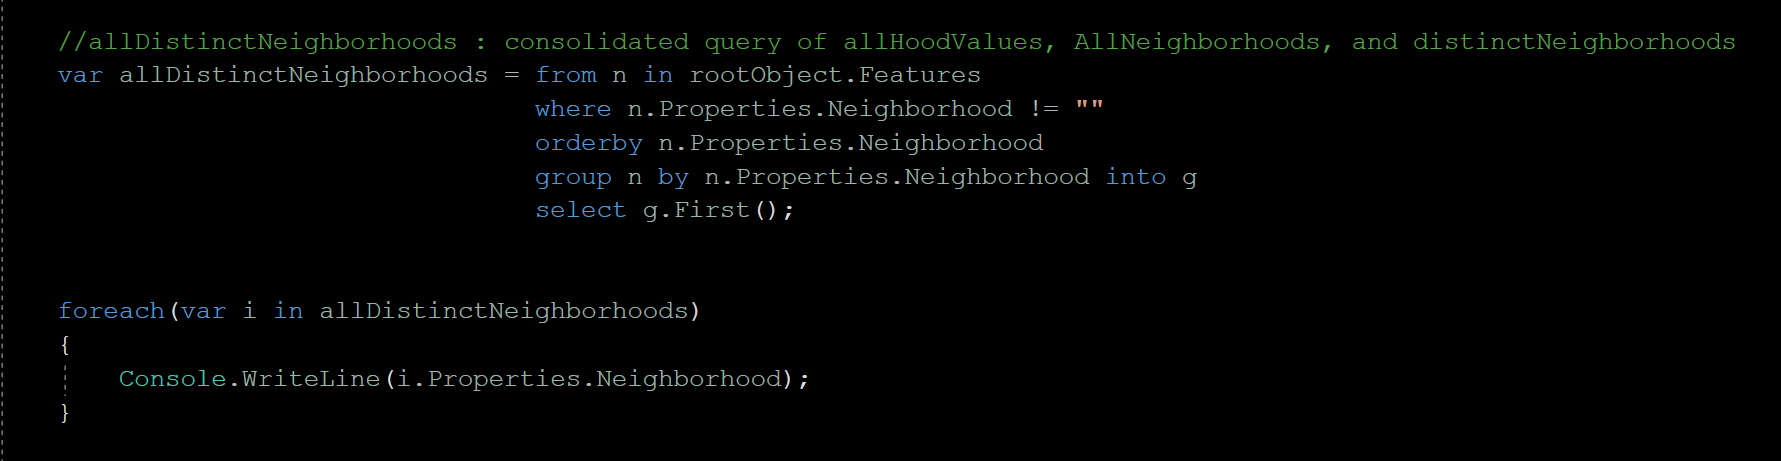 //allDistinctNeighborhoods : consolidated query of allHoodValues, AllNeighborhoods, and distinctNeighborhoods
var allDistinctNeighborhoods = from n in rootObject.Features
where n.Properties.Neighborhood != ""
orderby n.Properties.Neighborhood
group n by n.Properties.Neighborhood into g
select g.First();
foreach(var i in allDistinctNeighborhoods)
{
Console.WriteLine(i.Properties.Neighborhood);
}